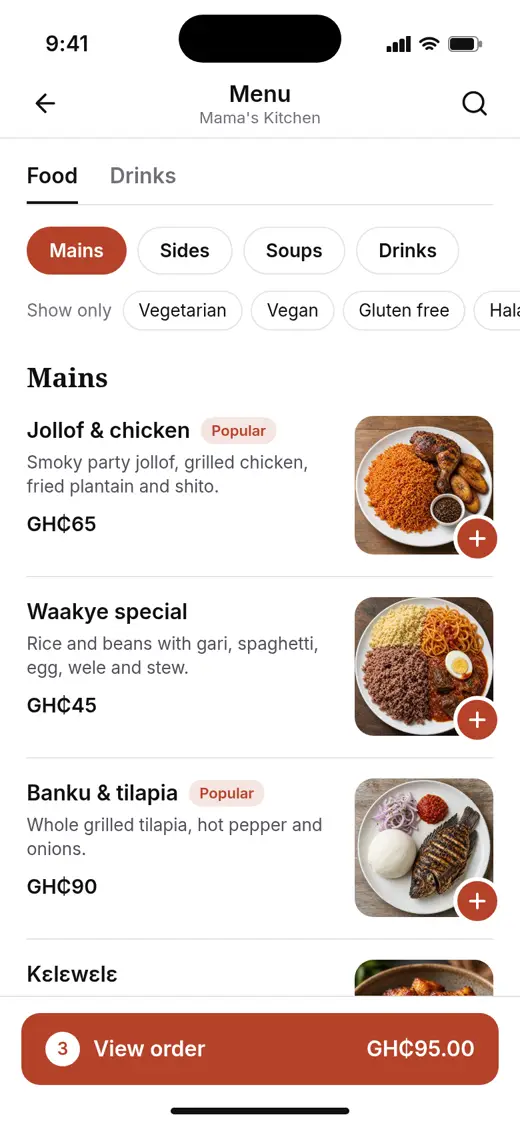 9:41
Menu
Mama's Kitchen
Food Drinks
Mains Sides Soups Drinks
Show only Vegetarian Vegan Gluten free
Mains
Jollof & chicken Popular
Smoky party jollof, grilled chicken,
fried plantain and shito.
GH₵65
Waakye special
Rice and beans with gari, spaghetti,
egg, wele and stew.
GH₵45
Banku & tilapia Popular
Whole grilled tilapia, hot pepper and
onions.
GH₵90
Kɛlɛwɛlɛ
3 View order GH₵95.00